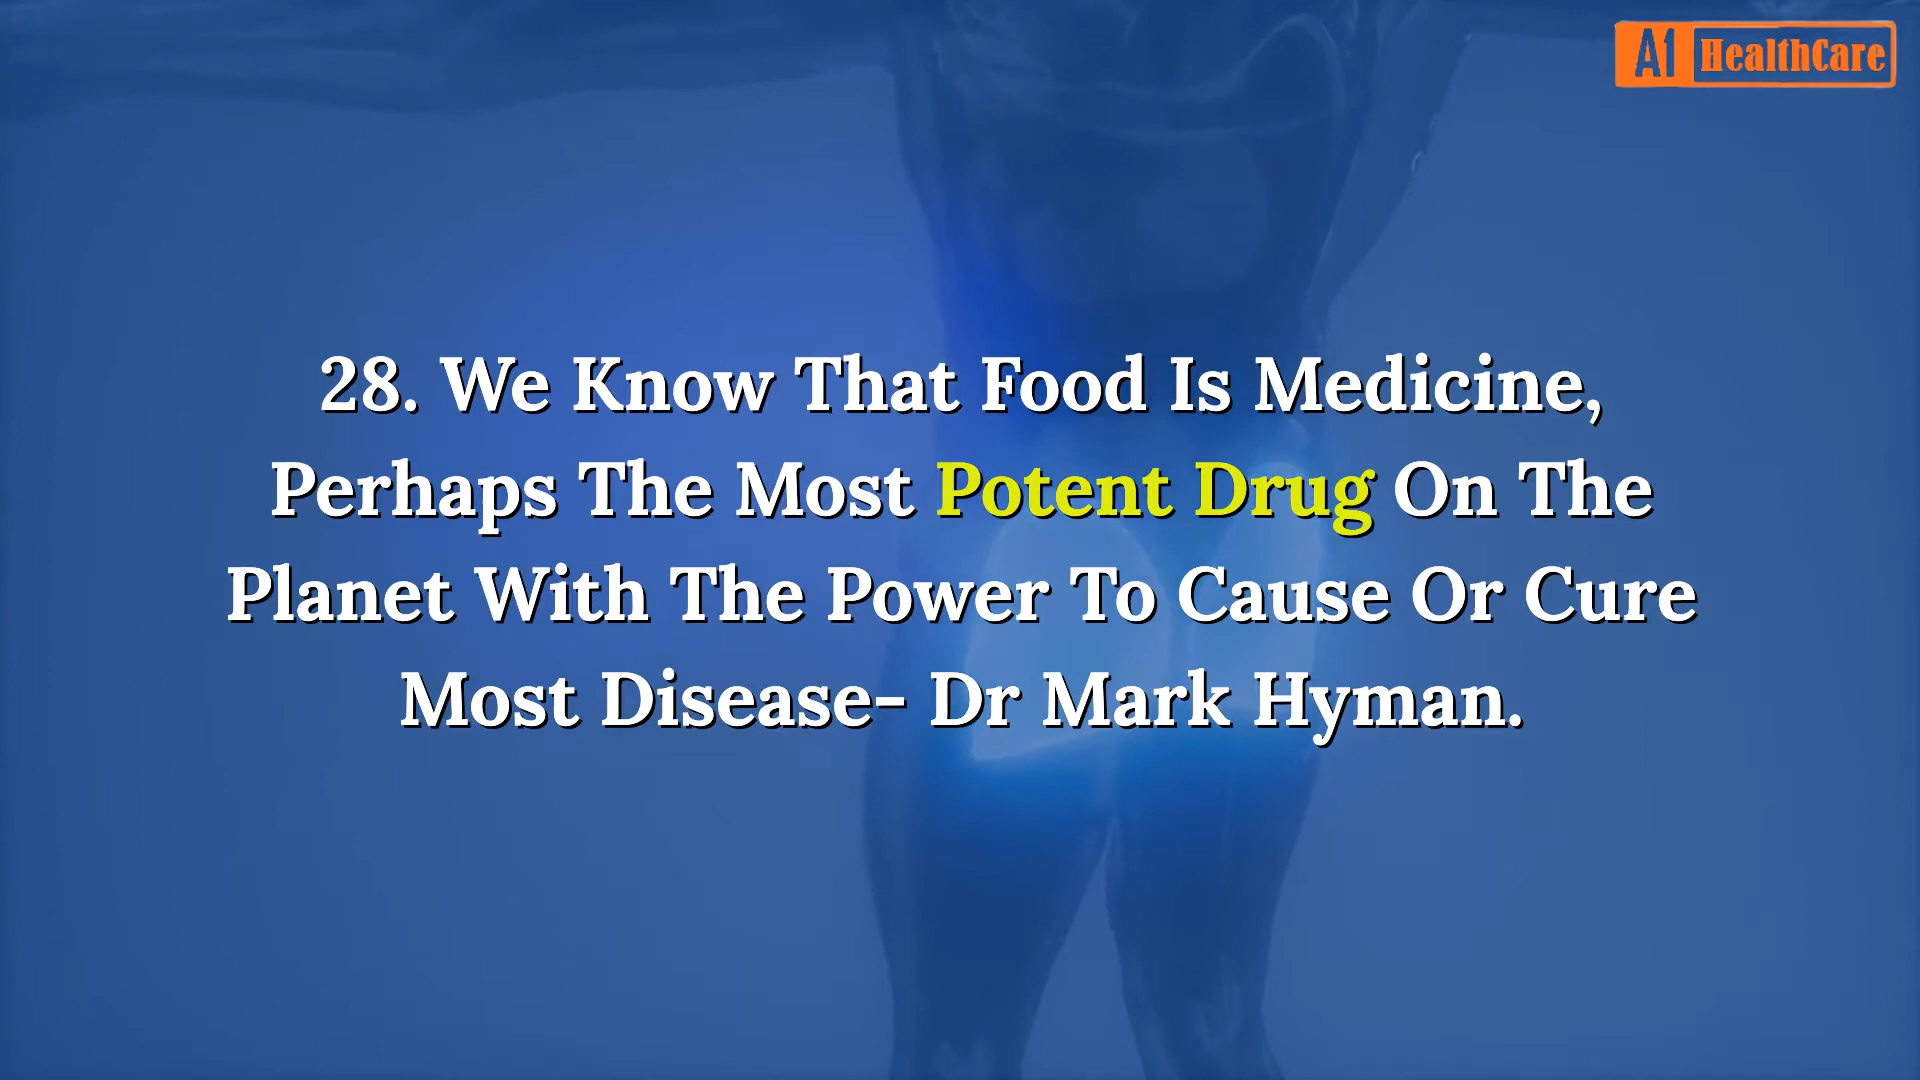 A1 HealthCare
28. We Know That Food Is Medicine,
Perhaps The Most Potent Drug On The
Planet With The Power To Cause Or Cure
Most Disease- Dr Mark Hyman.